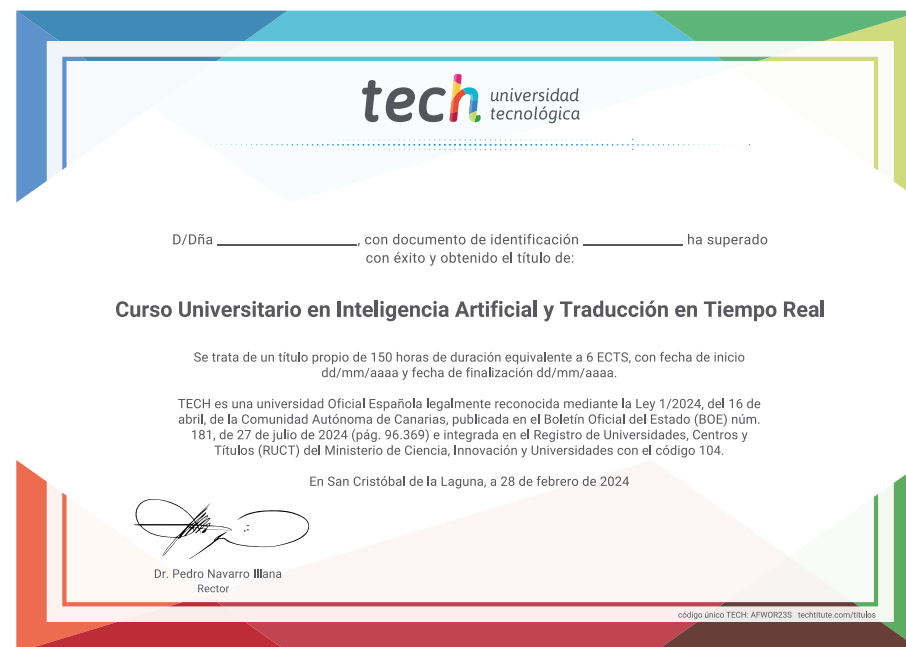 tech universidad
tecnológica
D/Dña ____________________, con documento de identificación ______________ ha superado
con éxito y obtenido el título de:
Curso Universitario en Inteligencia Artificial y Traducción en Tiempo Real
Se trata de un título propio de 150 horas de duración equivalente a 6 ECTS, con fecha de inicio
dd/mm/aaaa y fecha de finalización dd/mm/aaaa.
TECH es una universidad Oficial Española legalmente reconocida mediante la Ley 1/2024, del 16 de
abril, de la Comunidad Autónoma de Canarias, publicada en el Boletín Oficial del Estado (BOE) núm.
181, de 27 de julio de 2024 (pág. 96.369) e integrada en el Registro de Universidades, Centros y
Títulos (RUCT) del Ministerio de Ciencia, Innovación y Universidades con el código 104.
En San Cristóbal de la Laguna, a 28 de febrero de 2024
Dr. Pedro Navarro Illana
Rector
código único TECH: AFWOR23S techtitute.com/titulos